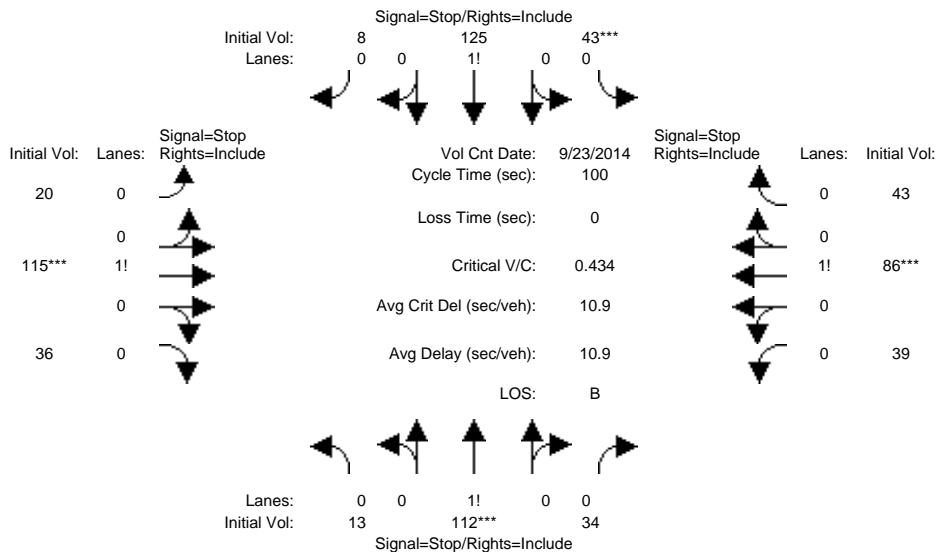 Signal=Stop/Rights=Include
Initial Vol: 8 125 43***
Lanes: 0 0 1! 0 0
Signal=Stop Signal=Stop
Initial Vol: Lanes: Rights=Include Vol Cnt Date: 9/23/2014 Rights=Include Lanes: Initial Vol:
Cycle Time (sec): 100
20 0 0 43
Loss Time (sec): 0
0 0
115*** 1! Critical V/C: 0.434 1! 86***
0 Avg Crit Del (sec/veh): 10.9 0
36 0 Avg Delay (sec/veh): 10.9 0 39
LOS: B
Lanes: 0 0 1! 0 0
Initial Vol: 13 112*** 34
Signal=Stop/Rights=Include